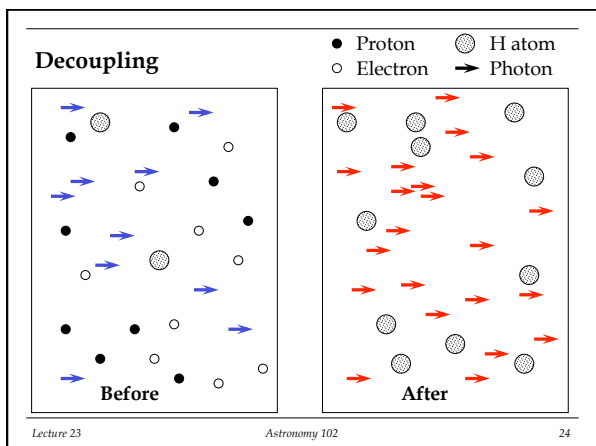 Decoupling
Proton
H atom
Electron
Photon
Before
After
Lecture 23
Astronomy 102
24